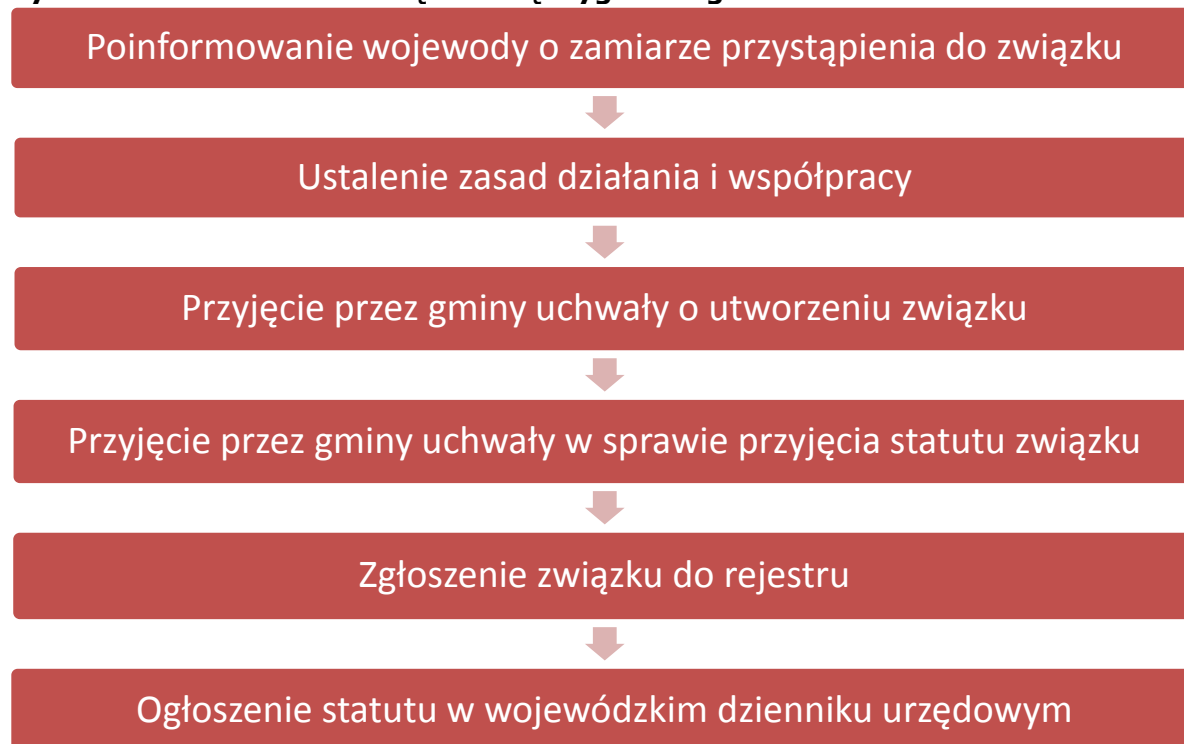 Poinformowanie wojewody o zamiarze przystąpienia do związku
Ustalenie zasad działania i współpracy
Przyjęcie przez gminy uchwały o utworzeniu związku
Przyjęcie przez gminy uchwały w sprawie przyjęcia statutu związku
Zgłoszenie związku do rejestru
Ogłoszenie statutu w wojewódzkim dzienniku urzędowym